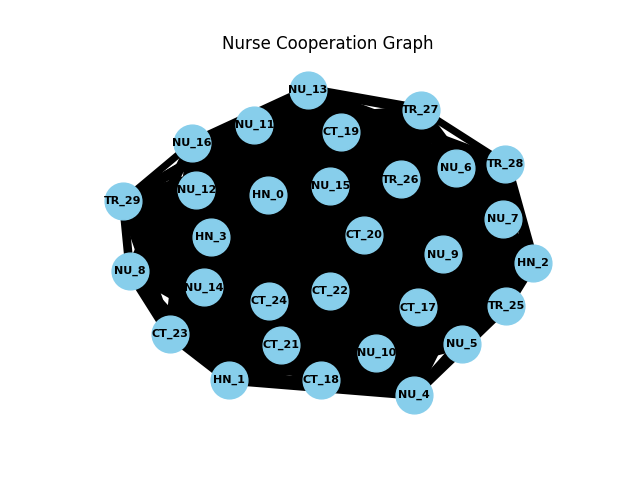 Nurse Cooperation Graph
NU_13
TR_27
NU_11
CT_19
NU_16
TR_28
NU_6
TR_26
NU_15
NU_12
HN_0
TR_29
NU_7
CT_20
HN_3
NU_9
HN_2
NU_8
NU_14
CT_22
CT_24
TR_25
CT_17
CT_23
NU_5
CT_21
NU_10
HN_1
CT_18
NU_4